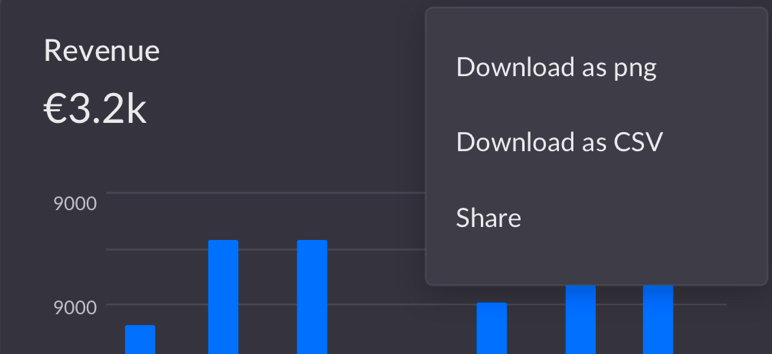 Revenue
€3.2k
Download as png
Download as CSV
Share
9000
9000